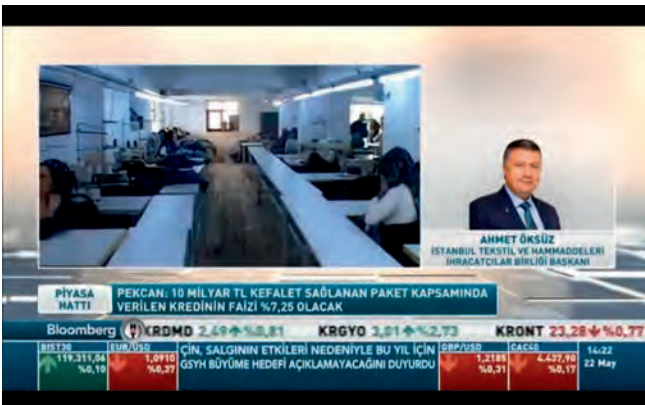 AHMET ÖKSÜZ
İSTANBUL TEKSTİL VE HAMMADDELERİ
İHRACATÇILAR BİRLİĞİ BAŞKANI
PİYASA
HATTI
PEKCAN: 10 MİLYAR TL KEFALET SAĞLANAN PAKET KAPSAMINDA
VERİLEN KREDİNİN FAİZİ %7,25 OLACAK
Bloomberg HT KRDMD 2,49 %0,81 KRGYO 3,01 %2,73 KRONT 23,28 %0,77
BIST30 EUR/USD GBP/USD CAC40
119.311,06 1,0910 ÇİN, SALGININ ETKİLERİ NEDENİYLE BU YIL İÇİN 1,2185 4.437,90 14:22
%0,10 %0,37 GSYH BÜYÜME HEDEFİ AÇIKLAMAYACAĞINI DUYURDU %0,31 %0,17 22 May